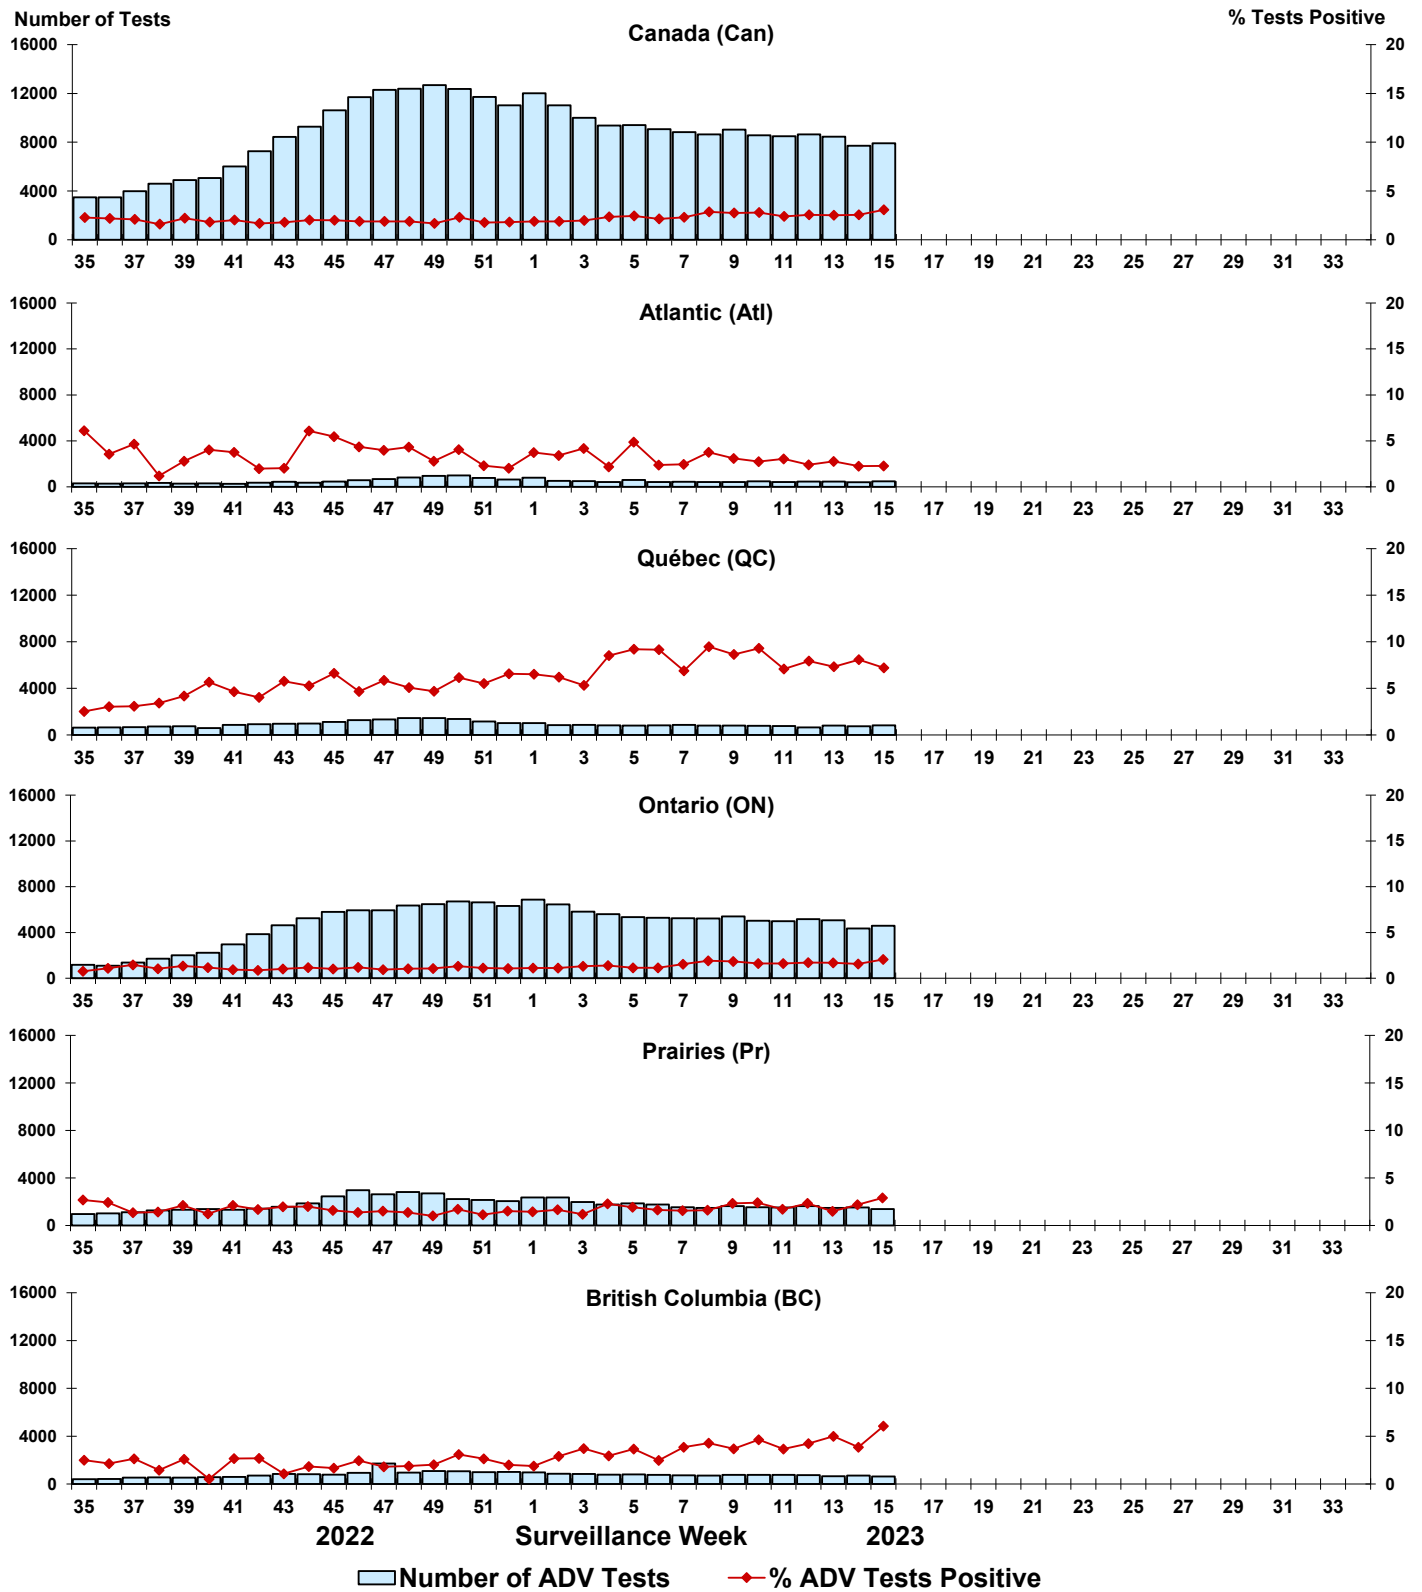 Number of Tests
% Tests Positive
Canada (Can)
16000 20
12000 15
8000 10
4000 5
0 0
35 37 39 41 43 45 47 49 51 1 3 5 7 9 11 13 15 17 19 21 23 25 27 29 31 33
Atlantic (Atl)
16000 20
12000 15
8000 10
4000 5
0 0
35 37 39 41 43 45 47 49 51 1 3 5 7 9 11 13 15 17 19 21 23 25 27 29 31 33
Québec (QC)
16000 20
12000 15
8000 10
4000 5
0 0
35 37 39 41 43 45 47 49 51 1 3 5 7 9 11 13 15 17 19 21 23 25 27 29 31 33
Ontario (ON)
16000 20
12000 15
8000 10
4000 5
0 0
35 37 39 41 43 45 47 49 51 1 3 5 7 9 11 13 15 17 19 21 23 25 27 29 31 33
Prairies (Pr)
16000 20
12000 15
8000 10
4000 5
0 0
35 37 39 41 43 45 47 49 51 1 3 5 7 9 11 13 15 17 19 21 23 25 27 29 31 33
British Columbia (BC)
16000 20
12000 15
8000 10
4000 5
0 0
35 37 39 41 43 45 47 49 51 1 3 5 7 9 11 13 15 17 19 21 23 25 27 29 31 33
2022 Surveillance Week 2023
Number of ADV Tests % ADV Tests Positive